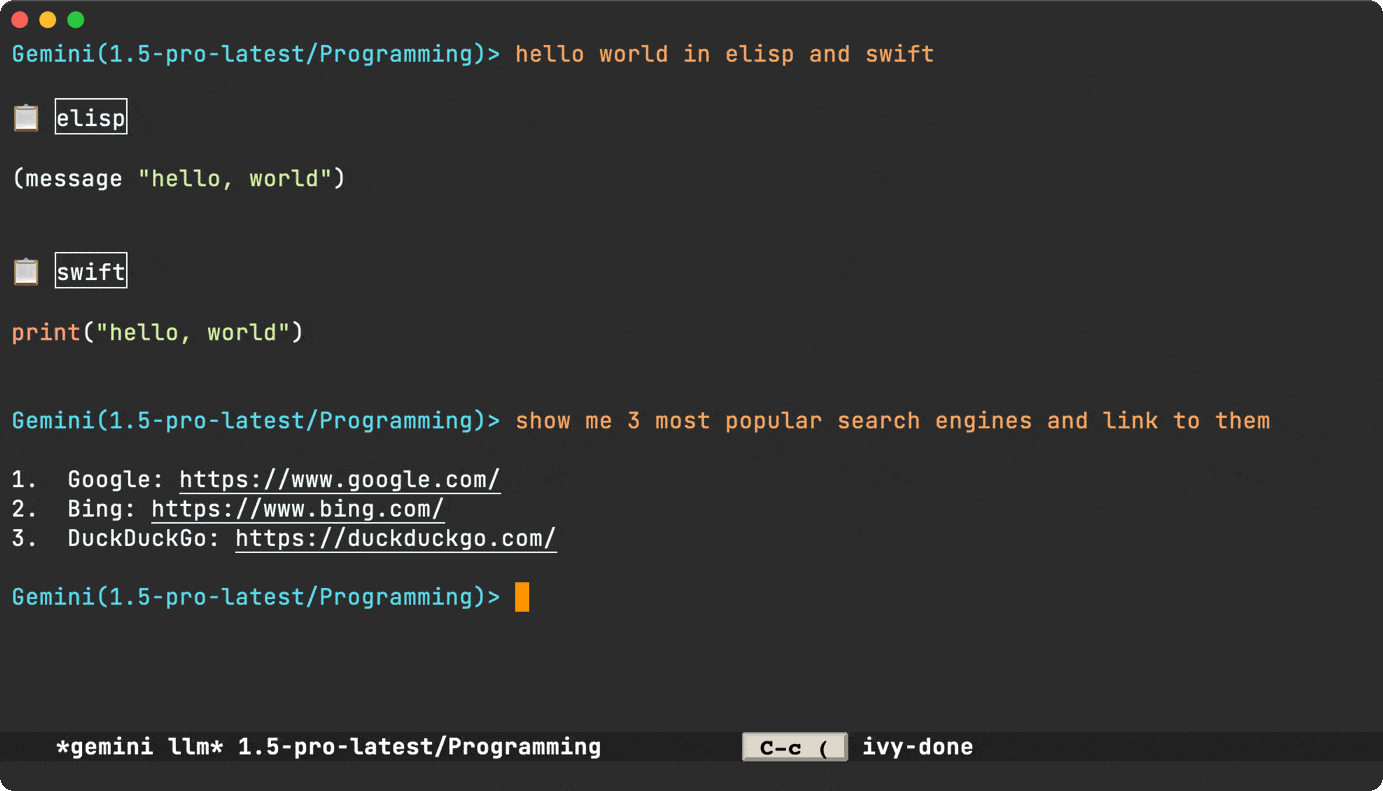 Gemini(1.5-pro-latest/Programming)> hello world in elisp and swift
elisp
(message "hello, world")
swift
print("hello, world")
Gemini(1.5-pro-latest/Programming)> show me 3 most popular search engines and link to them
1.  Google: https://www.google.com/
2.  Bing: https://www.bing.com/
3.  DuckDuckGo: https://duckduckgo.com/
Gemini(1.5-pro-latest/Programming)>
*gemini llm* 1.5-pro-latest/Programming C-c ( ivy-done